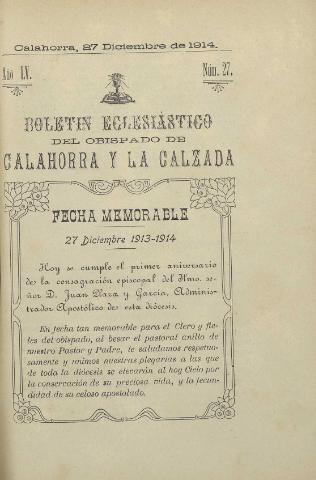 Calahorra, 27 Diciembre de 1914.
Año LV. Núm. 27.
BOLETIN ECLESIÁSTICO
DEL OBISPADO DE
CALAHORRA Y LA CALZADA
FECHA MEMORABLE
27 Diciembre 1913-1914
Hoy se cumple el primer aniversario
de la consagración episcopal del Ilmo. se-
ñor D. Juan Plaza y García, Adminis-
trador Apostólico de esta diócesis.
En fecha tan memorable para el Clero y fie-
les del obispado, al besar el pastoral anillo de
nuestro Pastor y Padre, le saludamos respetuo-
samente y unimos nuestras plegarias a las que
de toda la diócesis se elevarán al hoy Cielo por
la conservación de su preciosa vida, y la fecun-
didad de su celoso apostolado.